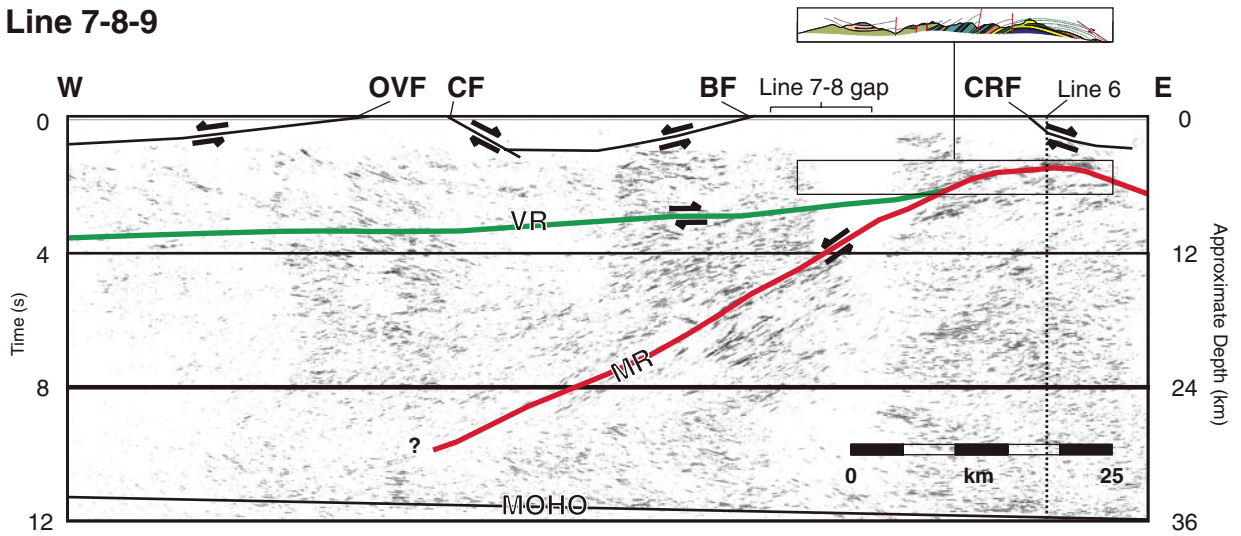 Line 7-8-9
W OVF CF BF Line 7-8 gap CRF Line 6 E
0 0
VR
4 12
Time (s)
Approximate Depth (km)
MR
8 24
?
0 km 25
MOHO
12 36